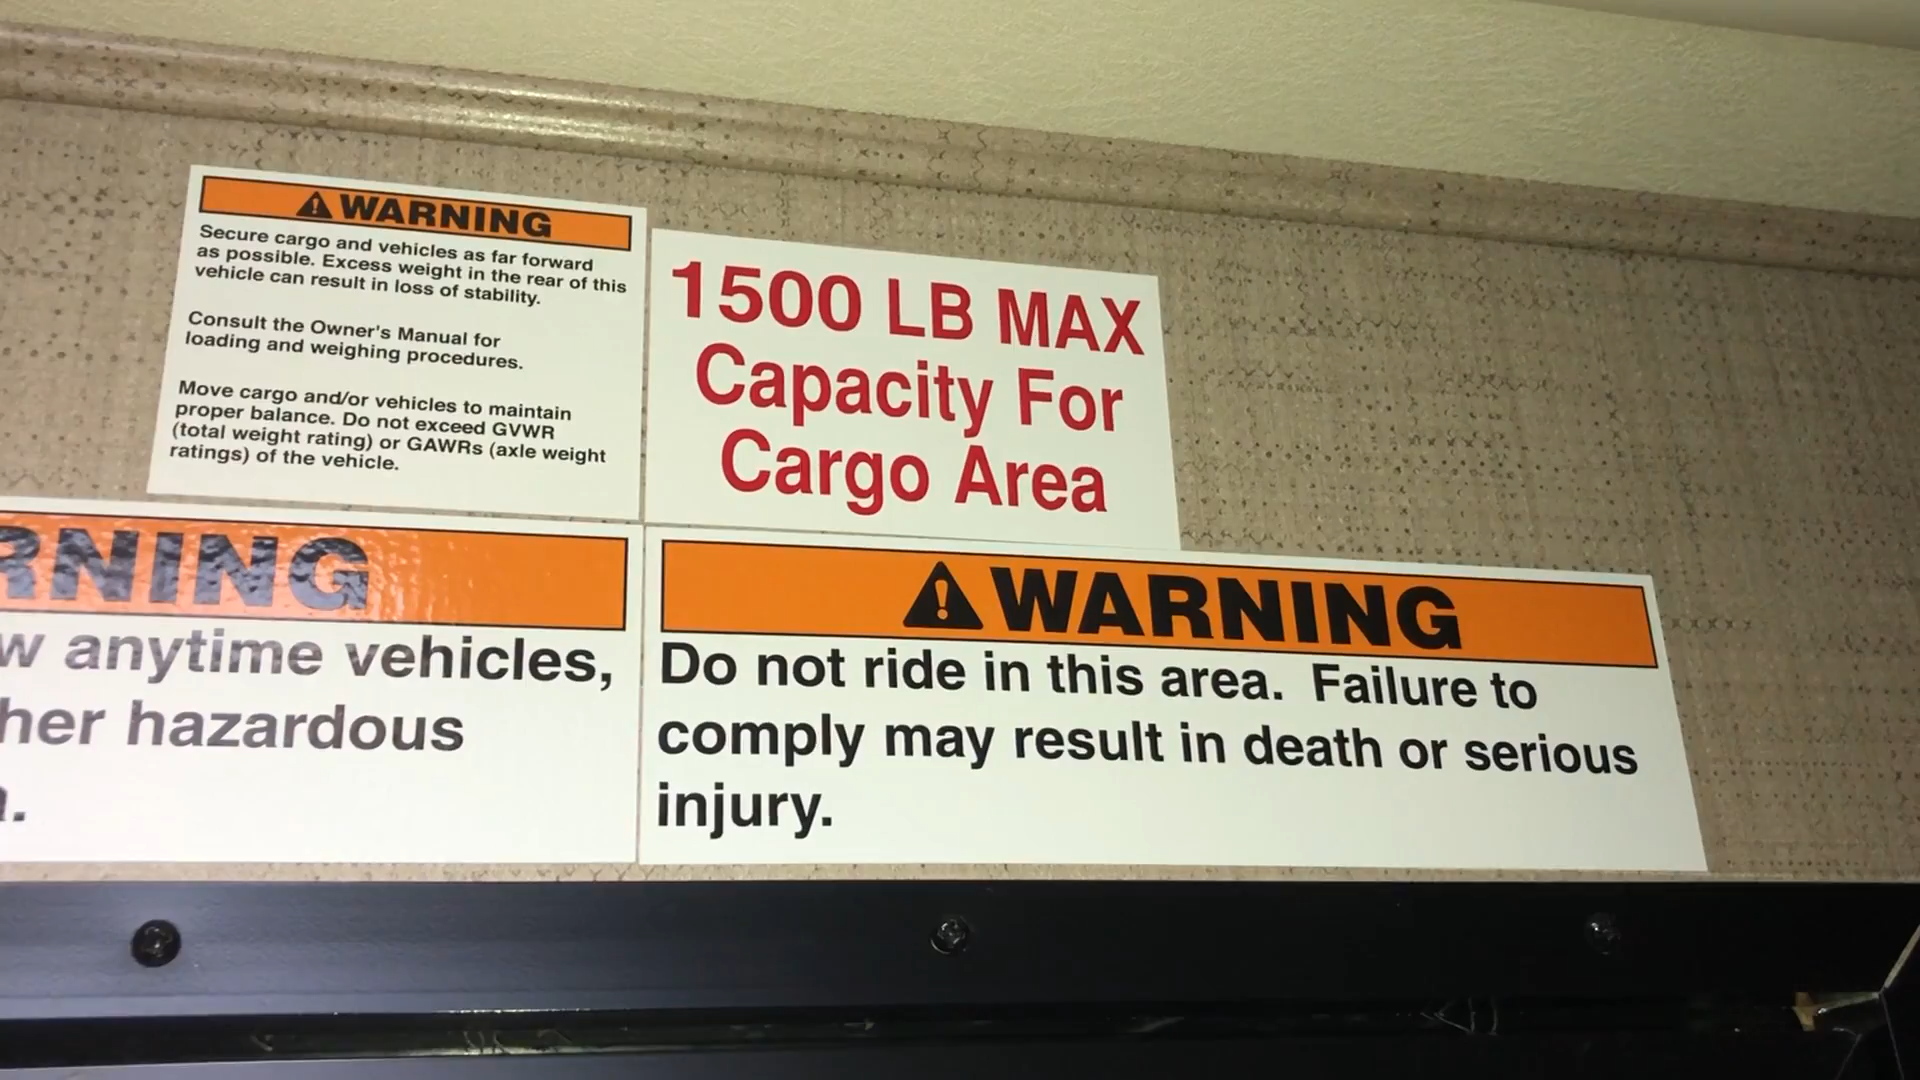 WARNING
Secure cargo and vehicles as far forward
as possible. Excess weight in the rear of this
vehicle can result in loss of stability.
Consult the Owner's Manual for
loading and weighing procedures.
Move cargo and/or vehicles to maintain
proper balance. Do not exceed GVWR
(total weight rating) or GAWRs (axle weight
ratings) of the vehicle.
1500 LB MAX
Capacity For
Cargo Area
RNING
w anytime vehicles,
her hazardous
WARNING
Do not ride in this area. Failure to
comply may result in death or serious
injury.